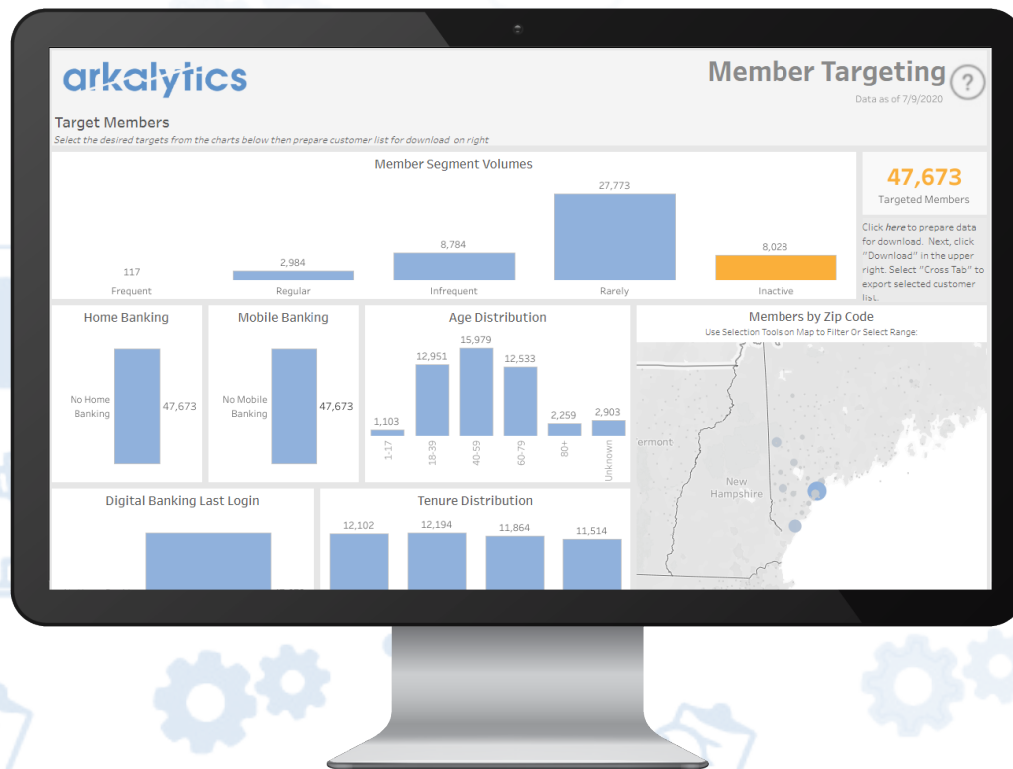 arkalytics
Member Targeting
?
Data as of 7/9/2020
Target Members
Select the desired targets from the charts below then prepare customer list for download on right
Member Segment Volumes
117
2,984
8,784
27,773
8,023
Frequent
Regular
Infrequent
Rarely
Inactive
47,673
Targeted Members
Click here to prepare data
for download. Next, click
"Download" in the upper
right. Select "Cross Tab" to
export selected customer
list.
Home Banking
No Home
Banking
47,673
Mobile Banking
No Mobile
Banking
47,673
Age Distribution
1,103
12,951
15,979
12,533
2,259
2,903
1-17
18-39
40-59
60-79
80+
Unknown
Members by Zip Code
Use Selection Tools on Map to Filter Or Select Range:
ermont
New
Hampshire
Digital Banking Last Login
Tenure Distribution
12,102
12,194
11,864
11,514